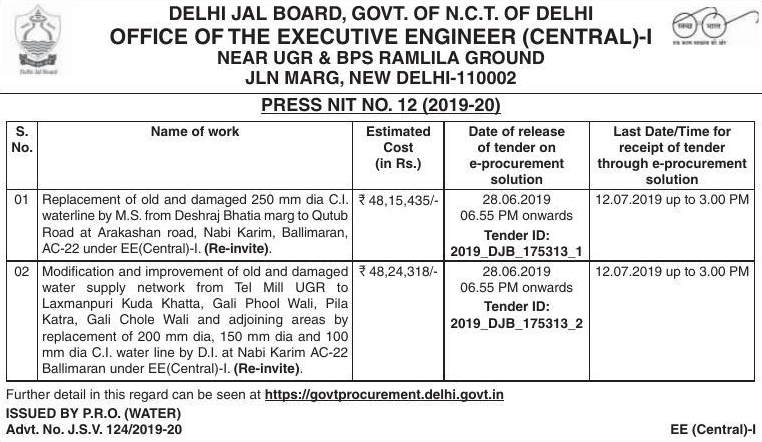 DELHI JAL BOARD, GOVT. OF N.C.T. OF DELHI
OFFICE OF THE EXECUTIVE ENGINEER (CENTRAL)-I
NEAR UGR & BPS RAMLILA GROUND
JLN MARG, NEW DELHI-110002
Delhi Jal Board
स्वच्छ भारत
एक कदम स्वच्छता की ओर
PRESS NIT NO. 12 (2019-20)
S. No.
Name of work
Estimated
Cost
(in Rs.)
Date of release
of tender on
e-procurement
solution
Last Date/Time for
receipt of tender
through e-procurement
solution
01
Replacement of old and damaged 250 mm dia C.I.
waterline by M.S. from Deshraj Bhatia marg to Qutub
Road at Arakashan road, Nabi Karim, Ballimaran,
AC-22 under EE(Central)-I. (Re-invite).
₹ 48,15,435/-
28.06.2019
06.55 PM onwards
Tender ID:
2019_DJB_175313_1
12.07.2019 up to 3.00 PM
02
Modification and improvement of old and damaged
water supply network from Tel Mill UGR to
Laxmanpuri Kuda Khatta, Gali Phool Wali, Pila
Katra, Gali Chole Wali and adjoining areas by
replacement of 200 mm dia, 150 mm dia and 100
mm dia C.I. water line by D.I. at Nabi Karim AC-22
Ballimaran under EE(Central)-I. (Re-invite).
₹ 48,24,318/-
28.06.2019
06.55 PM onwards
Tender ID:
2019_DJB_175313_2
12.07.2019 up to 3.00 PM
Further detail in this regard can be seen at https://govtprocurement.delhi.govt.in
ISSUED BY P.R.O. (WATER)
Advt. No. J.S.V. 124/2019-20
EE (Central)-I